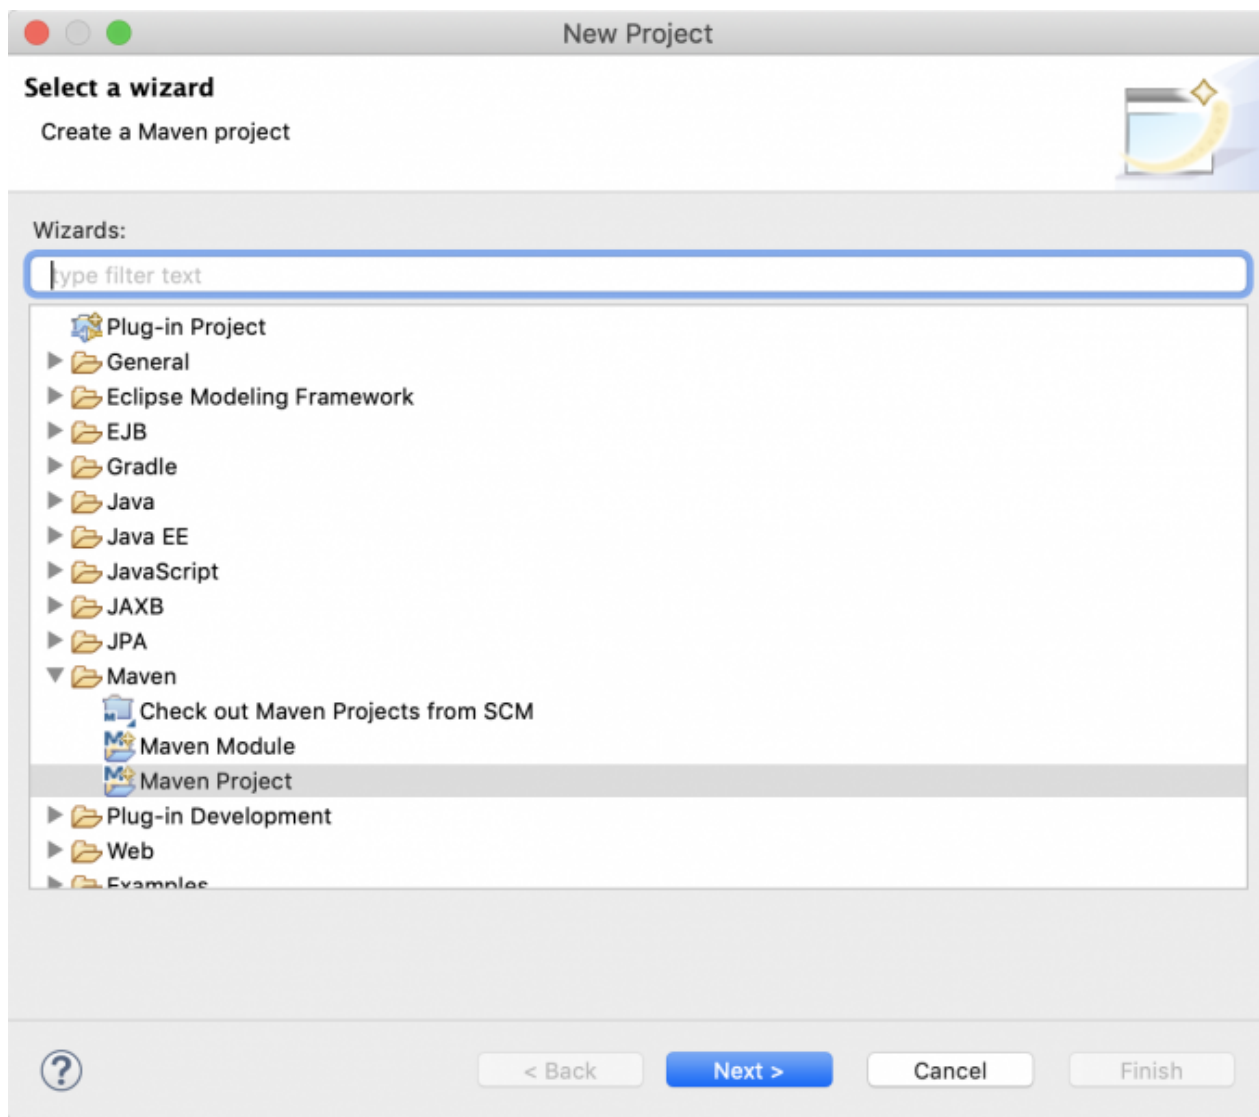 New Project
Select a wizard
Create a Maven project
Wizards:
type filter text
Plug-in Project
General
Eclipse Modeling Framework
EJB
Gradle
Java
Java EE
JavaScript
JAXB
JPA
Maven
Check out Maven Projects from SCM
Maven Module
Maven Project
Plug-in Development
Web
Examples
?
< Back Next > Cancel Finish